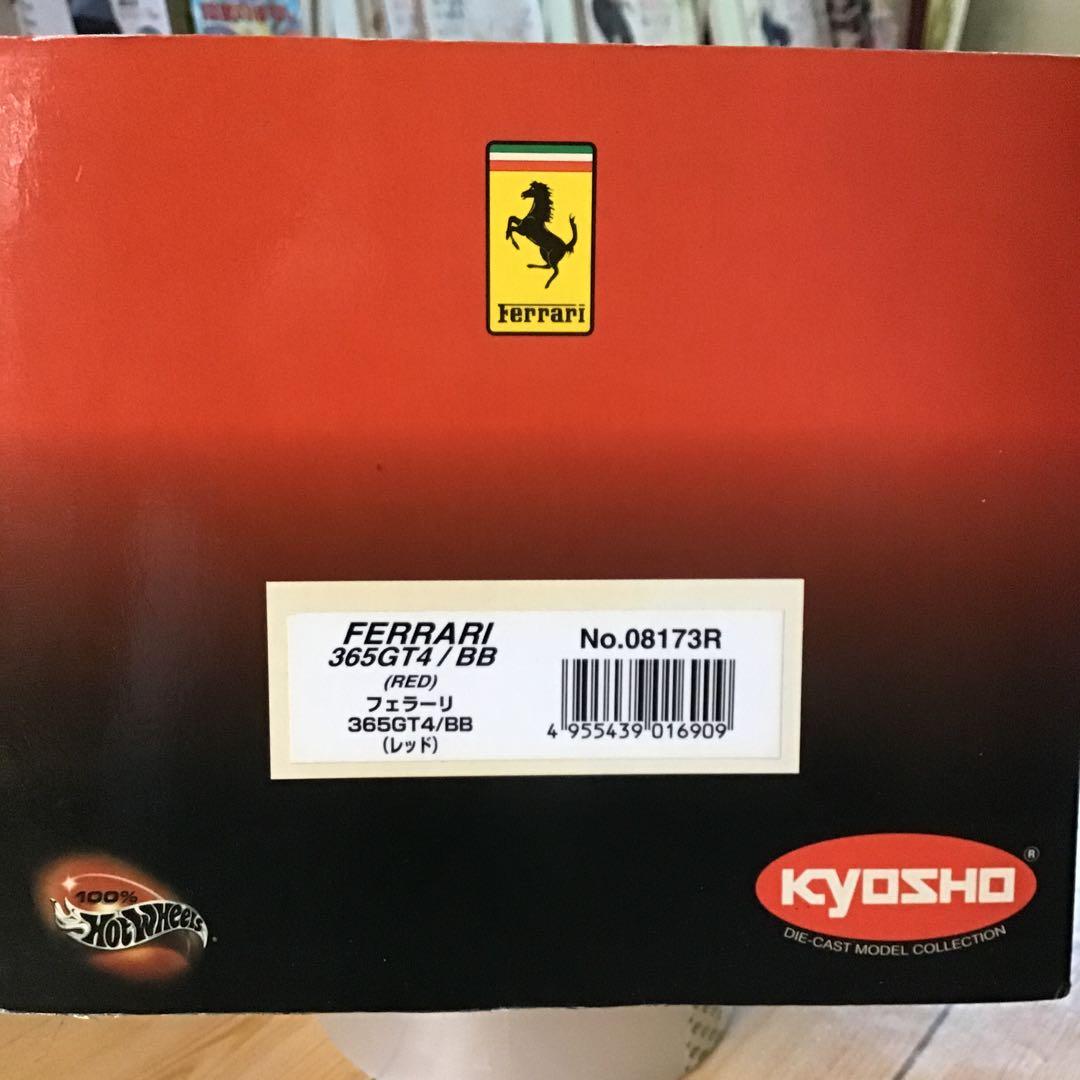 Ferrari
FERRARI
365GT4/BB
(RED)
フェラーリ
365GT4/BB
(レッド)
No.08173R
4 955439 016909
100%
HOT WHEELS
KYOSHO ®
DIE-CAST MODEL COLLECTION